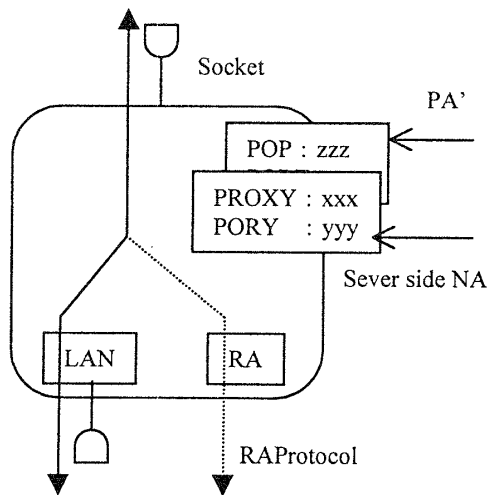 Socket
PA'
POP : zzz
PROXY : xxx
PORY : yyy
Sever side NA
LAN
RA
RAProtocol